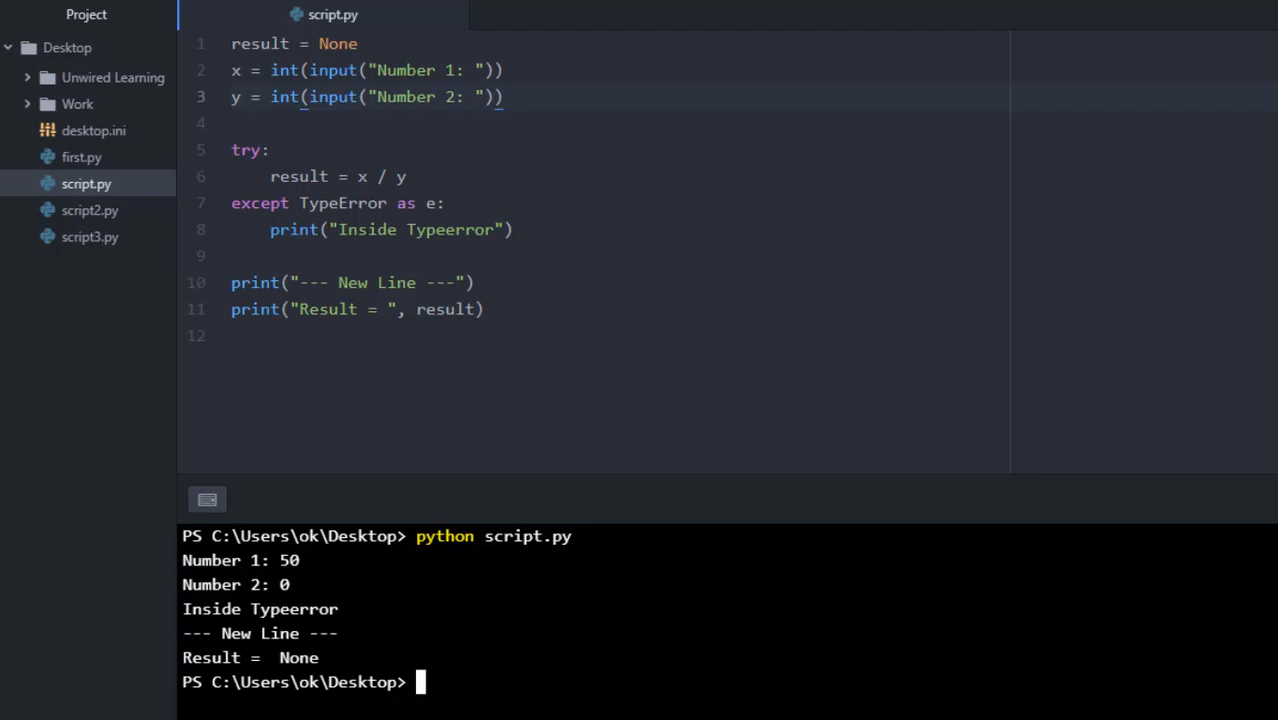 Project
Desktop
Unwired Learning
Work
desktop.ini
first.py
script.py
script2.py
script3.py
script.py
1 result = None
2 x = int(input("Number 1: "))
3 y = int(input("Number 2: "))
4
5 try:
6 result = x / y
7 except TypeError as e:
8 print("Inside Typeerror")
9
10 print("--- New Line ---")
11 print("Result = ", result)
12
PS C:\Users\ok\Desktop> python script.py
Number 1: 50
Number 2: 0
Inside Typeerror
--- New Line ---
Result =  None
PS C:\Users\ok\Desktop>